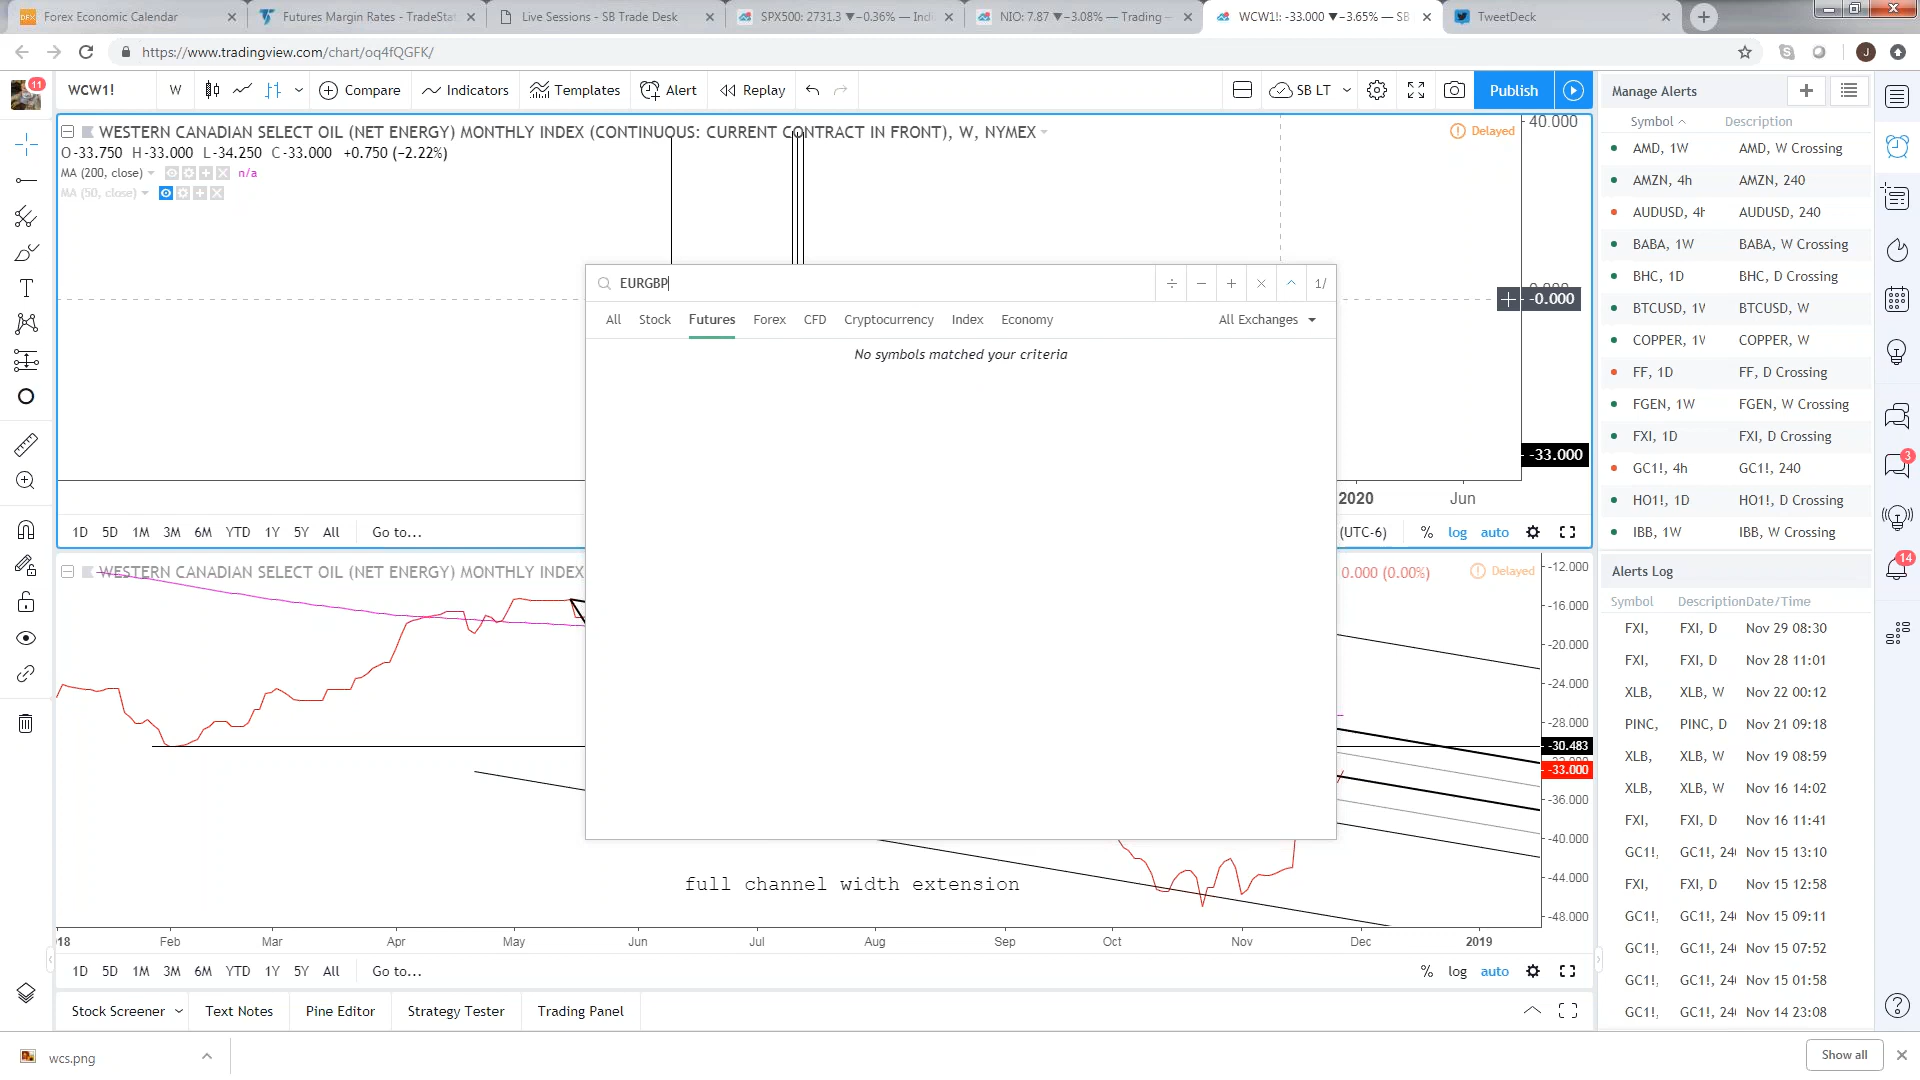 Forex Economic Calendar
Futures Margin Rates - TradeStat
Live Sessions - SB Trade Desk
SPX500: 2731.3 ▼−0.36% — Indi
NIO: 7.87 ▼−3.08% — Trading —
WCW1!: -33.000 ▼−3.65% — SB
TweetDeck
https://www.tradingview.com/chart/oq4fQGFK/
J
11
WCW1!
W
Compare
Indicators
Templates
Alert
Replay
SB LT
Publish
WESTERN CANADIAN SELECT OIL (NET ENERGY) MONTHLY INDEX (CONTINUOUS: CURRENT CONTRACT IN FRONT), W, NYMEX
Delayed
40.000
O-33.750 H-33.000 L-34.250 C-33.000 +0.750 (−2.22%)
MA (200, close) n/a
MA (50, close)
-0.000
-33.000
EURGBP
1/
All Stock Futures Forex CFD Cryptocurrency Index Economy All Exchanges
No symbols matched your criteria
2020 Jun
1D 5D 1M 3M 6M YTD 1Y 5Y All Go to...
(UTC-6) % log auto
WESTERN CANADIAN SELECT OIL (NET ENERGY) MONTHLY INDEX
0.000 (0.00%) Delayed
-12.000
-16.000
-20.000
-24.000
-28.000
-30.483
-33.000
-36.000
-40.000
-44.000
-48.000
full channel width extension
'18 Feb Mar Apr May Jun Jul Aug Sep Oct Nov Dec 2019
1D 5D 1M 3M 6M YTD 1Y 5Y All Go to...
% log auto
Stock Screener Text Notes Pine Editor Strategy Tester Trading Panel
wcs.png
Show all
Manage Alerts
Symbol Description
AMD, 1W AMD, W Crossing
AMZN, 4h AMZN, 240
AUDUSD, 4h AUDUSD, 240
BABA, 1W BABA, W Crossing
BHC, 1D BHC, D Crossing
BTCUSD, 1W BTCUSD, W
COPPER, 1W COPPER, W
FF, 1D FF, D Crossing
FGEN, 1W FGEN, W Crossing
FXI, 1D FXI, D Crossing
GC1!, 4h GC1!, 240
HO1!, 1D HO1!, D Crossing
IBB, 1W IBB, W Crossing
Alerts Log
Symbol Description Date/Time
FXI, FXI, D Nov 29 08:30
FXI, FXI, D Nov 28 11:01
XLB, XLB, W Nov 22 00:12
PINC, PINC, D Nov 21 09:18
XLB, XLB, W Nov 19 08:59
XLB, XLB, W Nov 16 14:02
FXI, FXI, D Nov 16 11:41
GC1!, GC1!, 240 Nov 15 13:10
FXI, FXI, D Nov 15 12:58
GC1!, GC1!, 240 Nov 15 09:11
GC1!, GC1!, 240 Nov 15 07:52
GC1!, GC1!, 240 Nov 15 01:58
GC1!, GC1!, 240 Nov 14 23:08
3
14